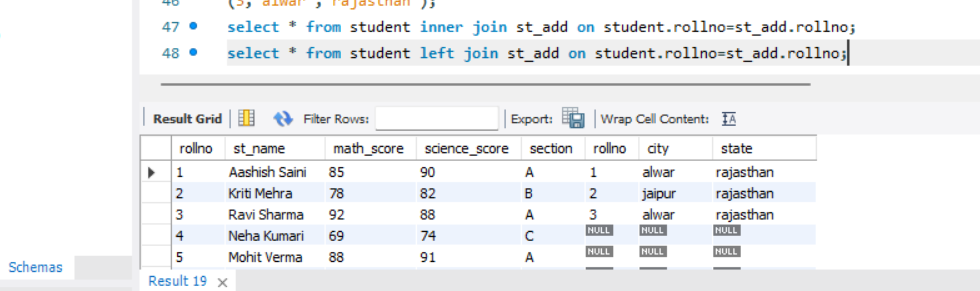 46 (3, 'alwar', 'rajasthan');
47 select * from student inner join st_add on student.rollno=st_add.rollno;
48 select * from student left join st_add on student.rollno=st_add.rollno;
Result Grid Filter Rows: Export: Wrap Cell Content: IA
rollno st_name math_score science_score section rollno city state
1 Aashish Saini 85 90 A 1 alwar rajasthan
2 Kriti Mehra 78 82 B 2 jaipur rajasthan
3 Ravi Sharma 92 88 A 3 alwar rajasthan
4 Neha Kumari 69 74 C NULL NULL NULL
5 Mohit Verma 88 91 A NULL NULL NULL
Schemas
Result 19